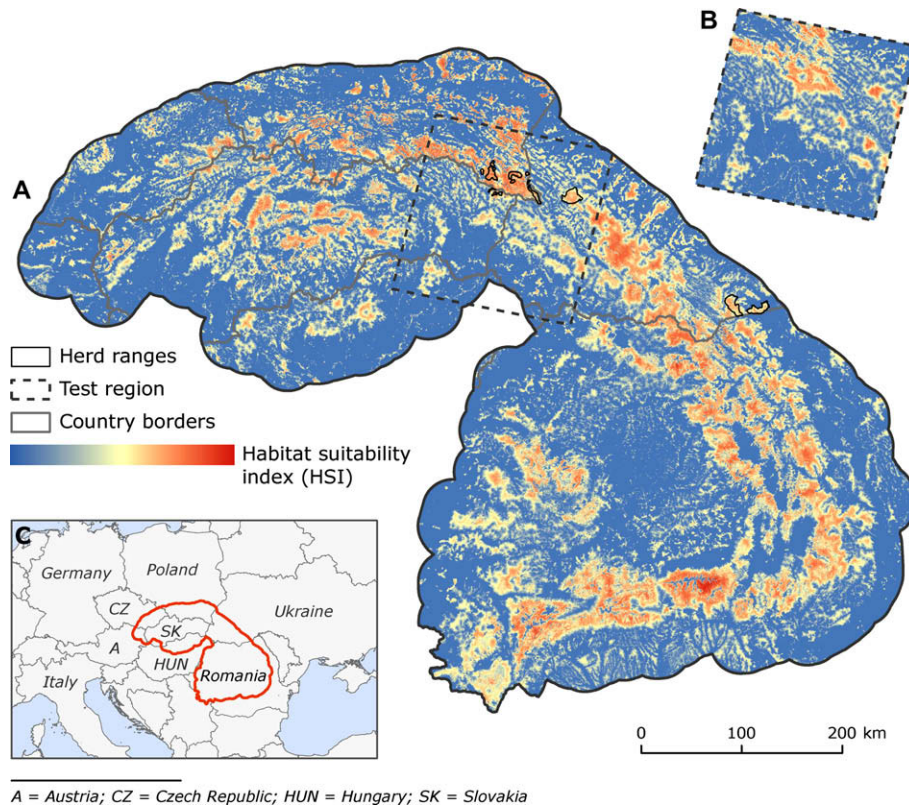 B
A
Herd ranges
Test region
Country borders
Habitat suitability
index (HSI)
C
Germany
Poland
CZ
Ukraine
SK
A
HUN
Romania
Italy
0 100 200 km
A = Austria; CZ = Czech Republic; HUN = Hungary; SK = Slovakia